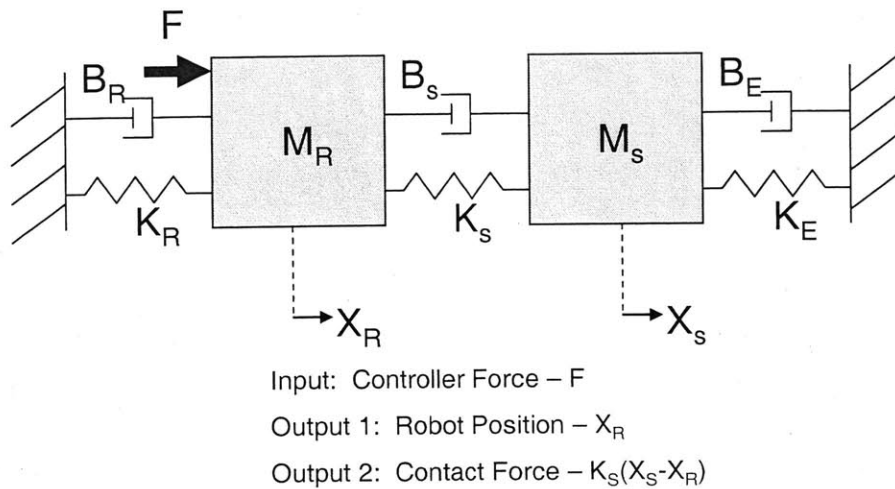 F
B_R
B_s
B_E
M_R
M_s
K_R
K_s
K_E
X_R
X_s
Input: Controller Force – F
Output 1: Robot Position – X_R
Output 2: Contact Force – K_S(X_S-X_R)